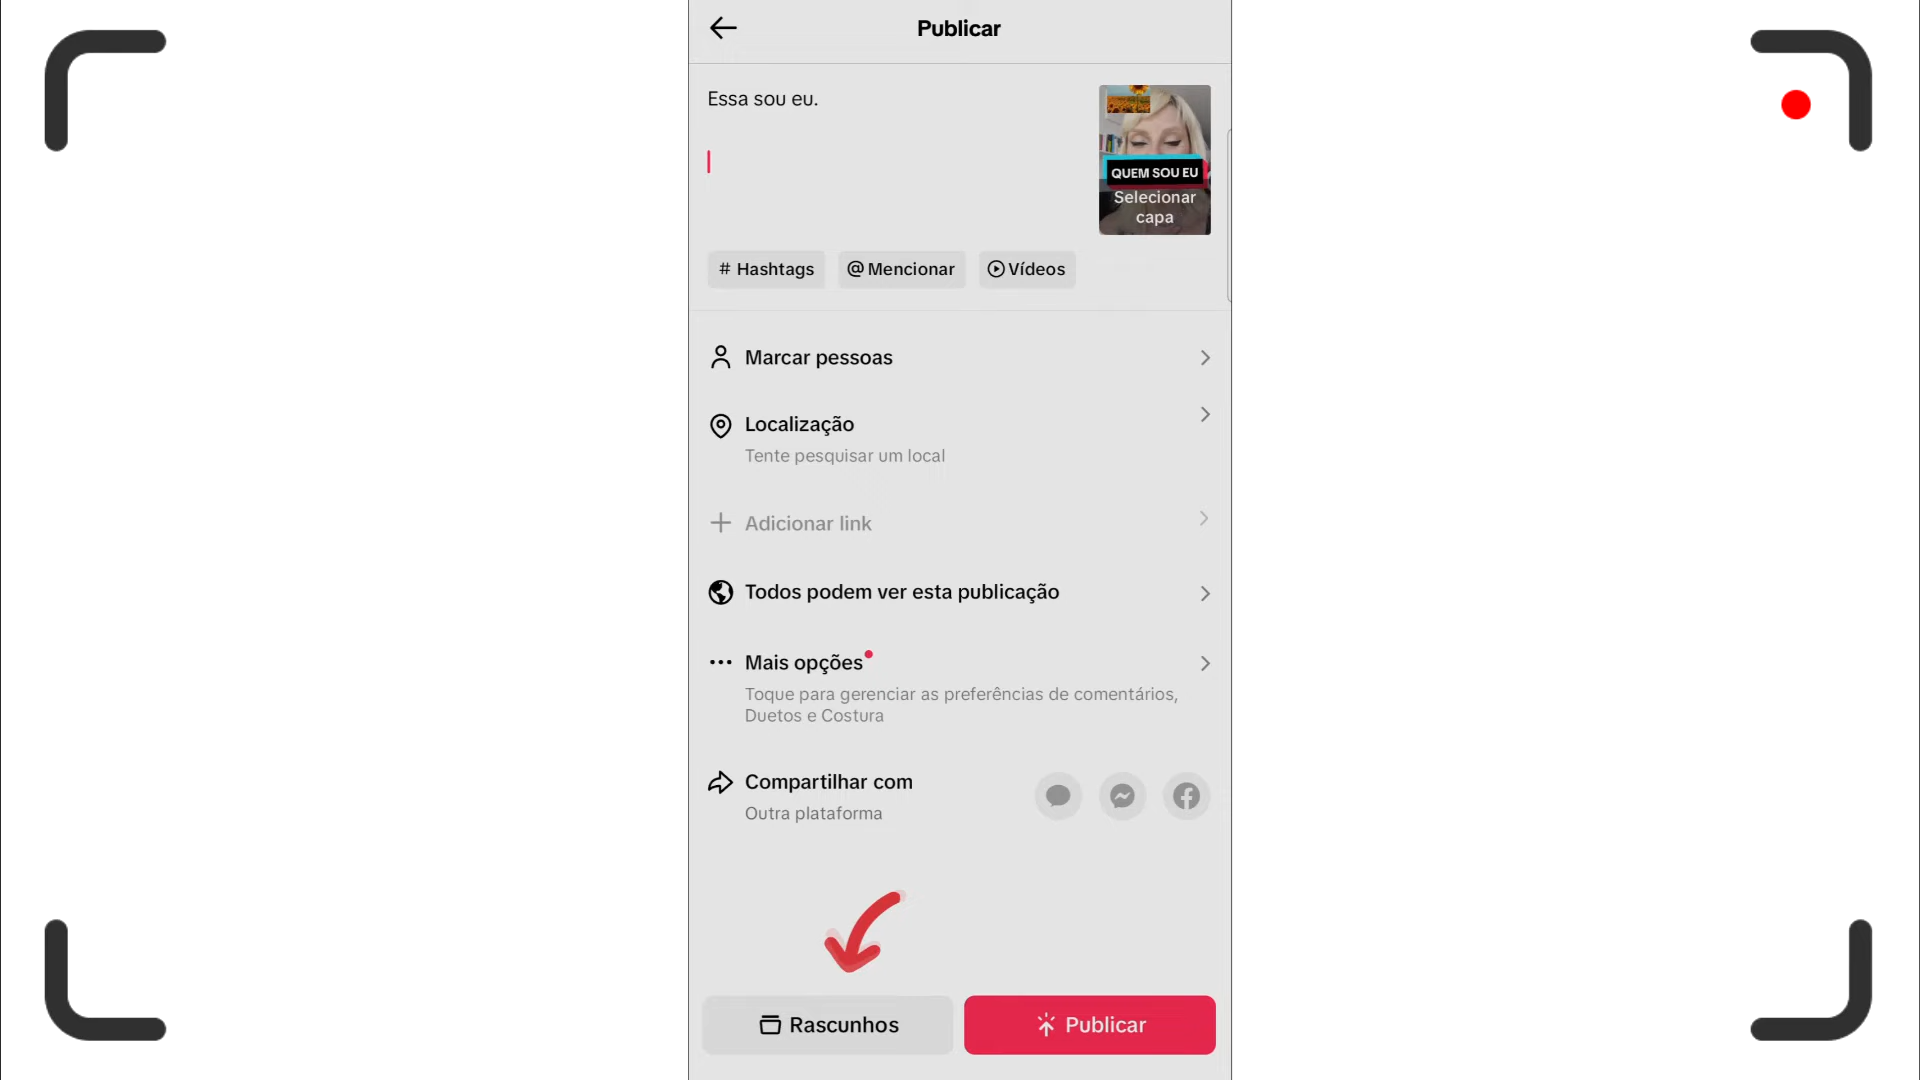 Publicar
Essa sou eu.
QUEM SOU EU
Selecionar
capa
# Hashtags
@ Mencionar
Vídeos
Marcar pessoas
Localização
Tente pesquisar um local
Adicionar link
Todos podem ver esta publicação
Mais opções
Toque para gerenciar as preferências de comentários,
Duetos e Costura
Compartilhar com
Outra plataforma
Rascunhos
Publicar